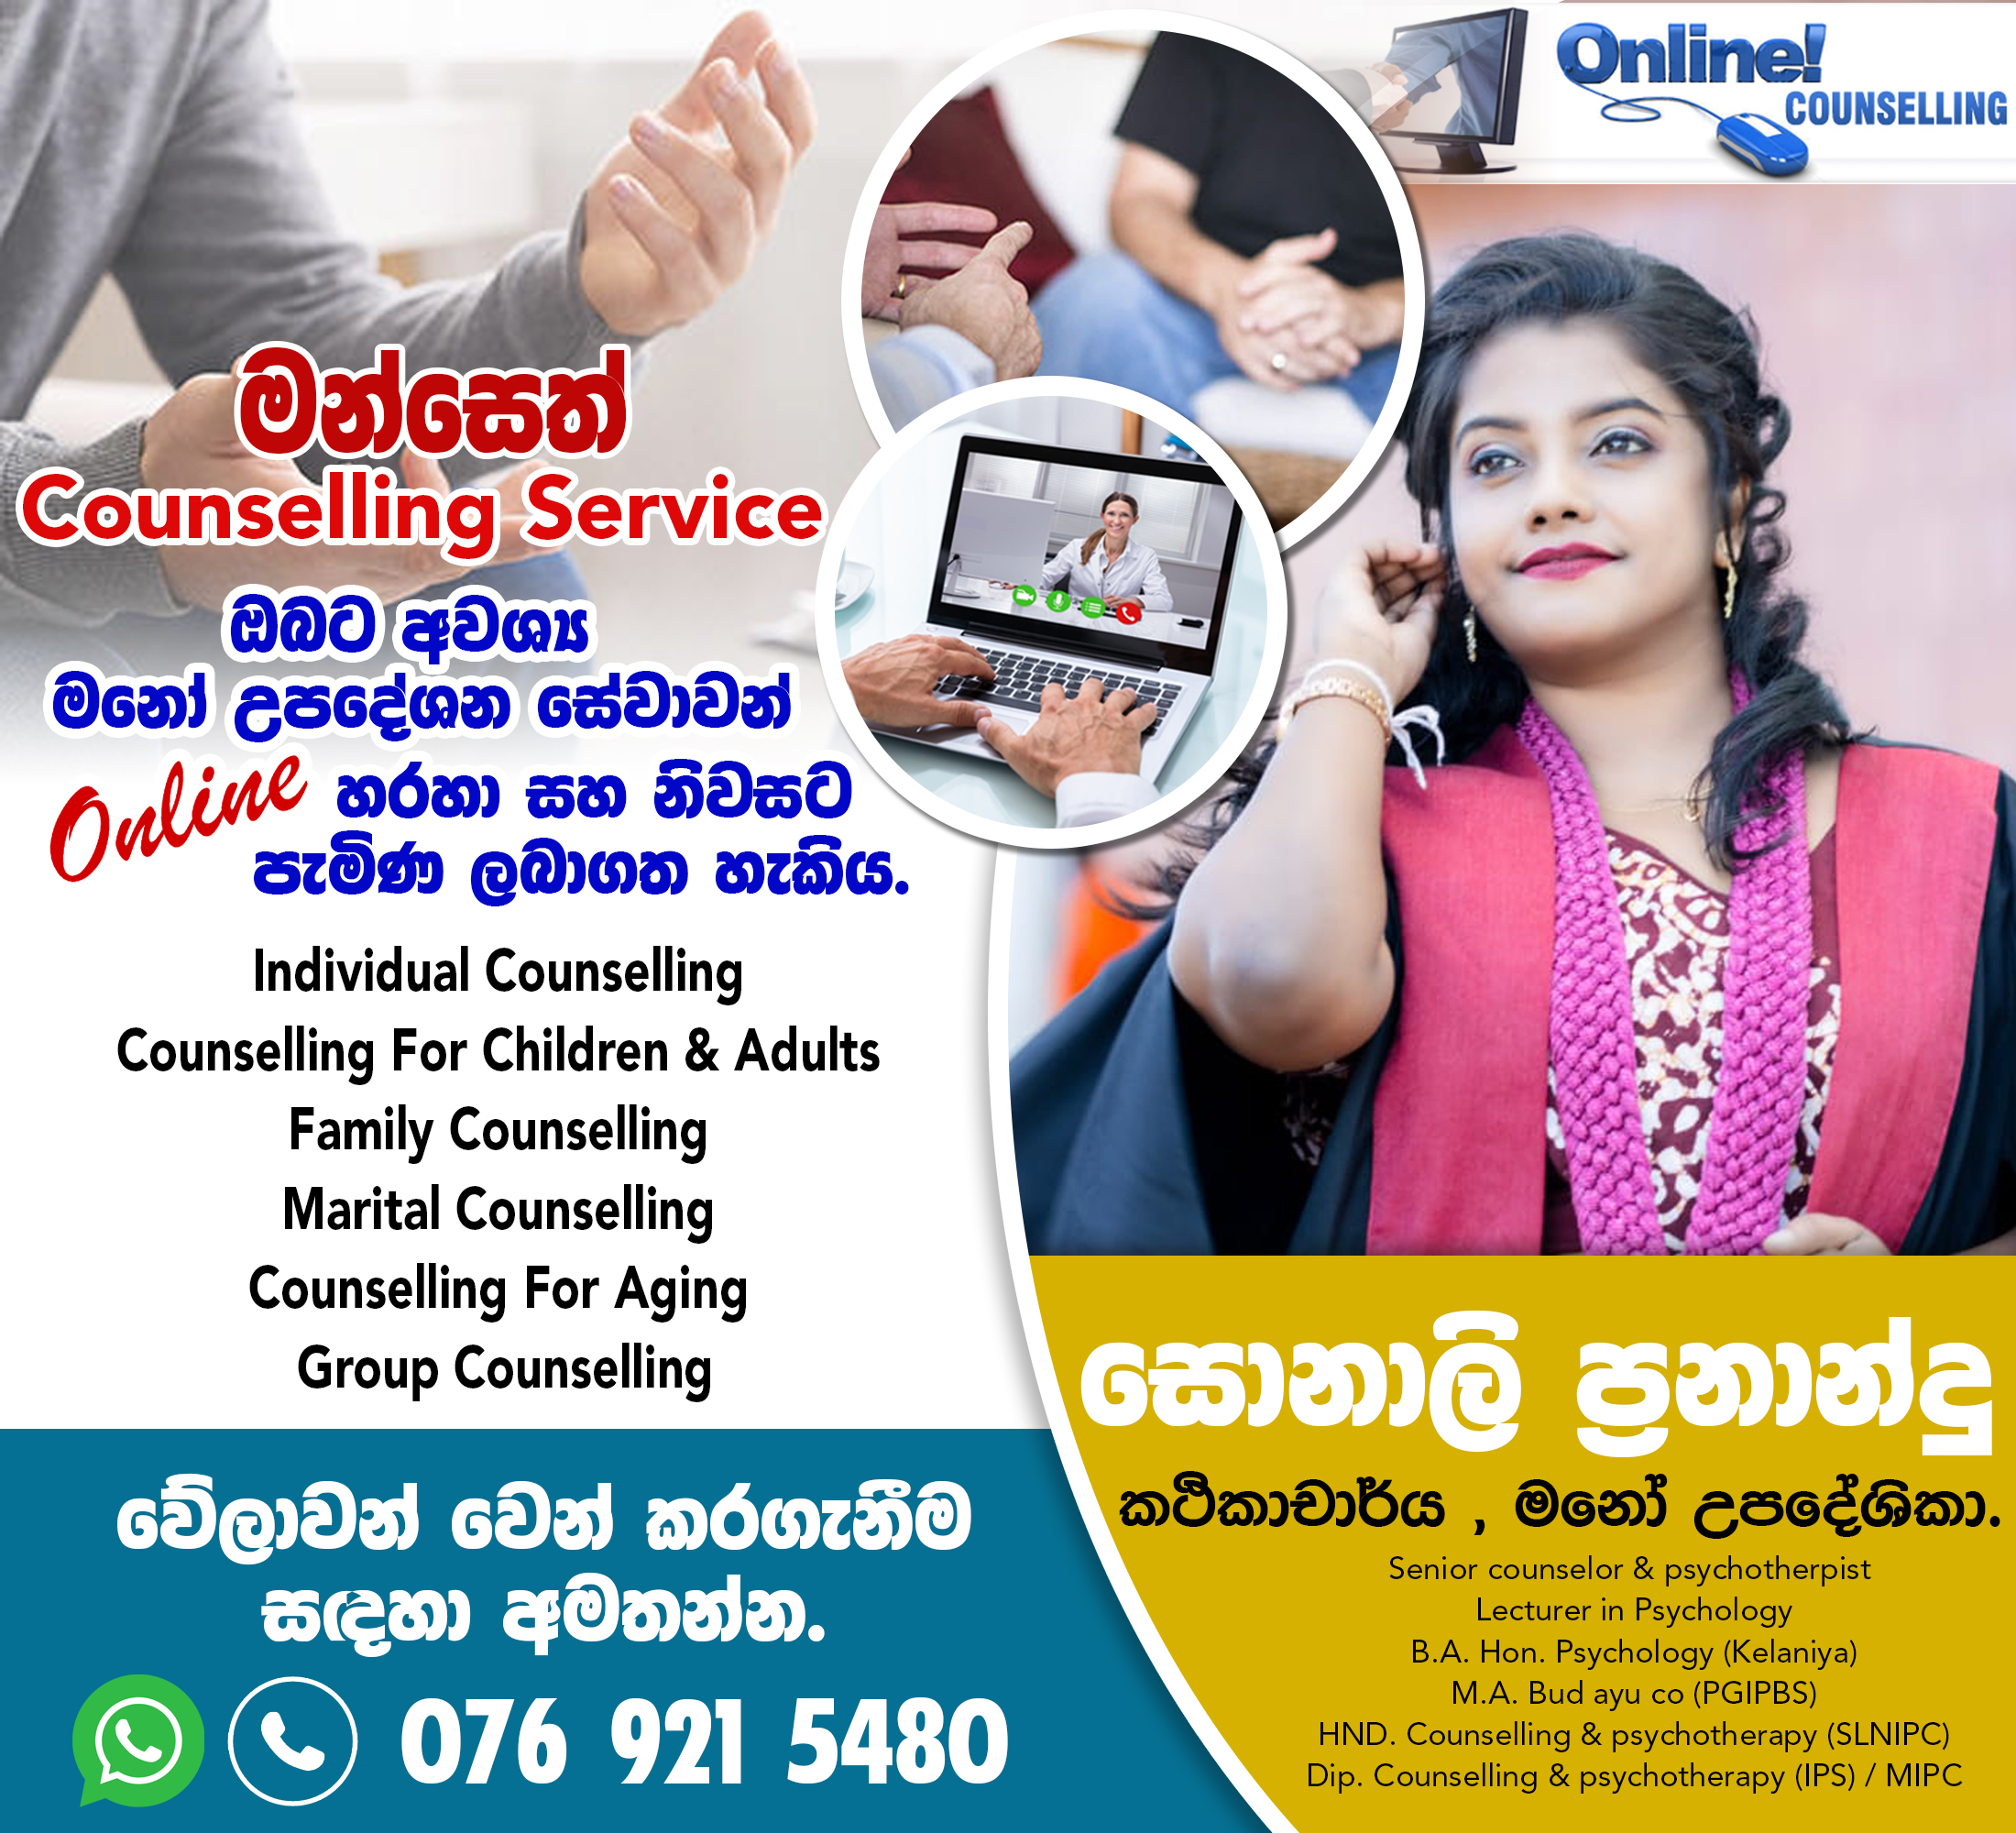 Online!
COUNSELLING
මන්සෙත්
Counselling Service
ඔබට අවශ්‍ය
මනෝ උපදේශන සේවාවන්
Online හරහා සහ නිවසට
පැමිණ ලබාගත හැකිය.
Individual Counselling
Counselling For Children & Adults
Family Counselling
Marital Counselling
Counselling For Aging
Group Counselling
වේලාවන් වෙන් කරගැනීම
සඳහා අමතන්න.
076 921 5480
සොනාලි ප්‍රනාන්දු
කථිකාචාර්ය , මනෝ උපදේශිකා.
Senior counselor & psychotherpist
Lecturer in Psychology
B.A. Hon. Psychology (Kelaniya)
M.A. Bud ayu co (PGIPBS)
HND. Counselling & psychotherapy (SLNIPC)
Dip. Counselling & psychotherapy (IPS) / MIPC